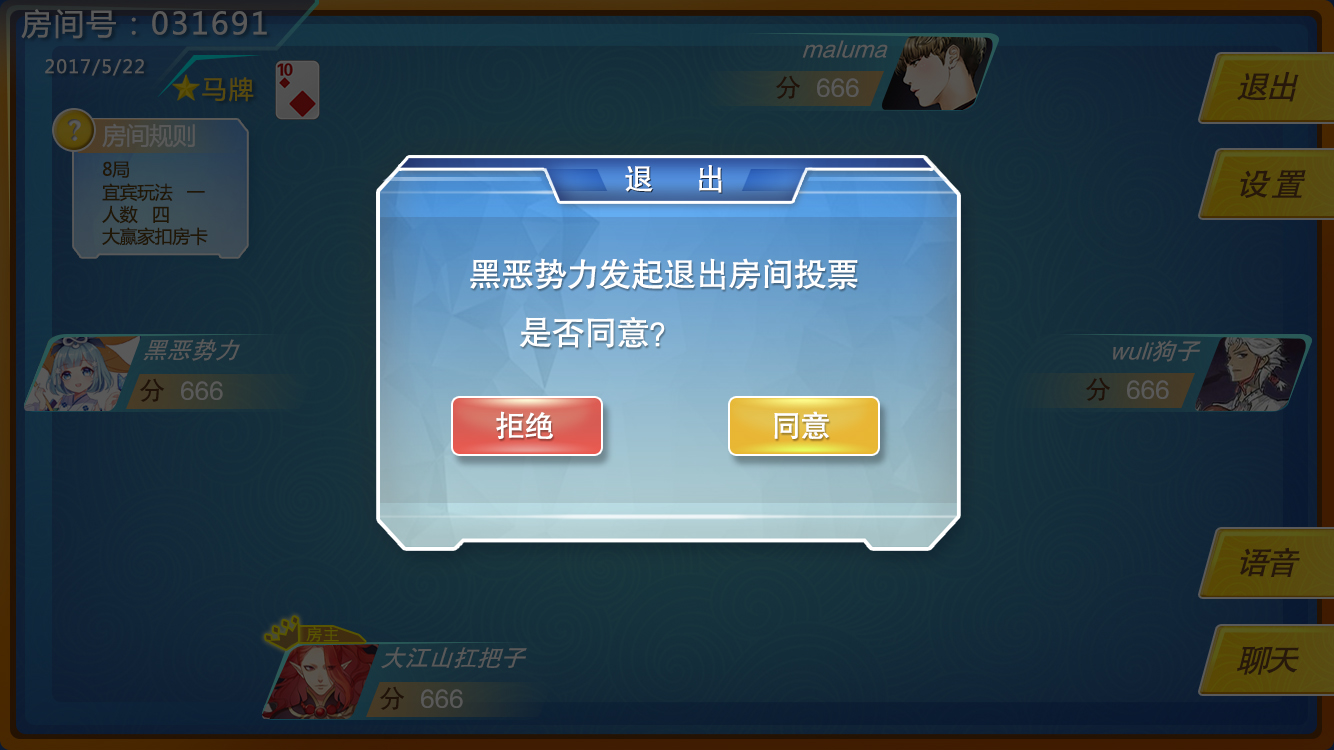 房间号：031691
2017/5/22
马牌
10
?
房间规则
8局
宜宾玩法 一
人数 四
大赢家扣房卡
maluma
分 666
退出
设置
退 出
黑恶势力发起退出房间投票
是否同意?
拒绝
同意
黑恶势力
分 666
wuli狗子
分 666
语音
聊天
房主
大江山扛把子
分 666